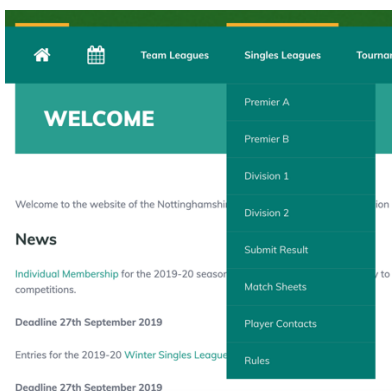 Team Leagues Singles Leagues
WELCOME
Premier A
Premier B
Division 1
Division 2
Submit Result
Match Sheets
Player Contacts
Rules
Welcome to the website of the
News
Individual Membership for the 2019-20
competitions.
Deadline 27th September 2019
Entries for the 2019-20 Winter Singles League
Deadline 27th September 2019